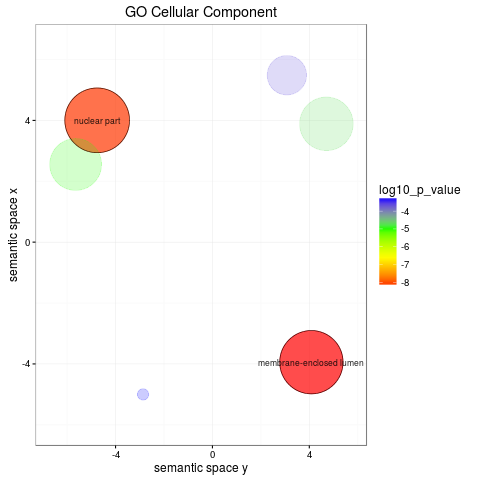 GO Cellular Component
nuclear part
membrane-enclosed lumen
4
0
-4
-4
0
4
semantic space x
semantic space y
log10_p_value
-4
-5
-6
-7
-8